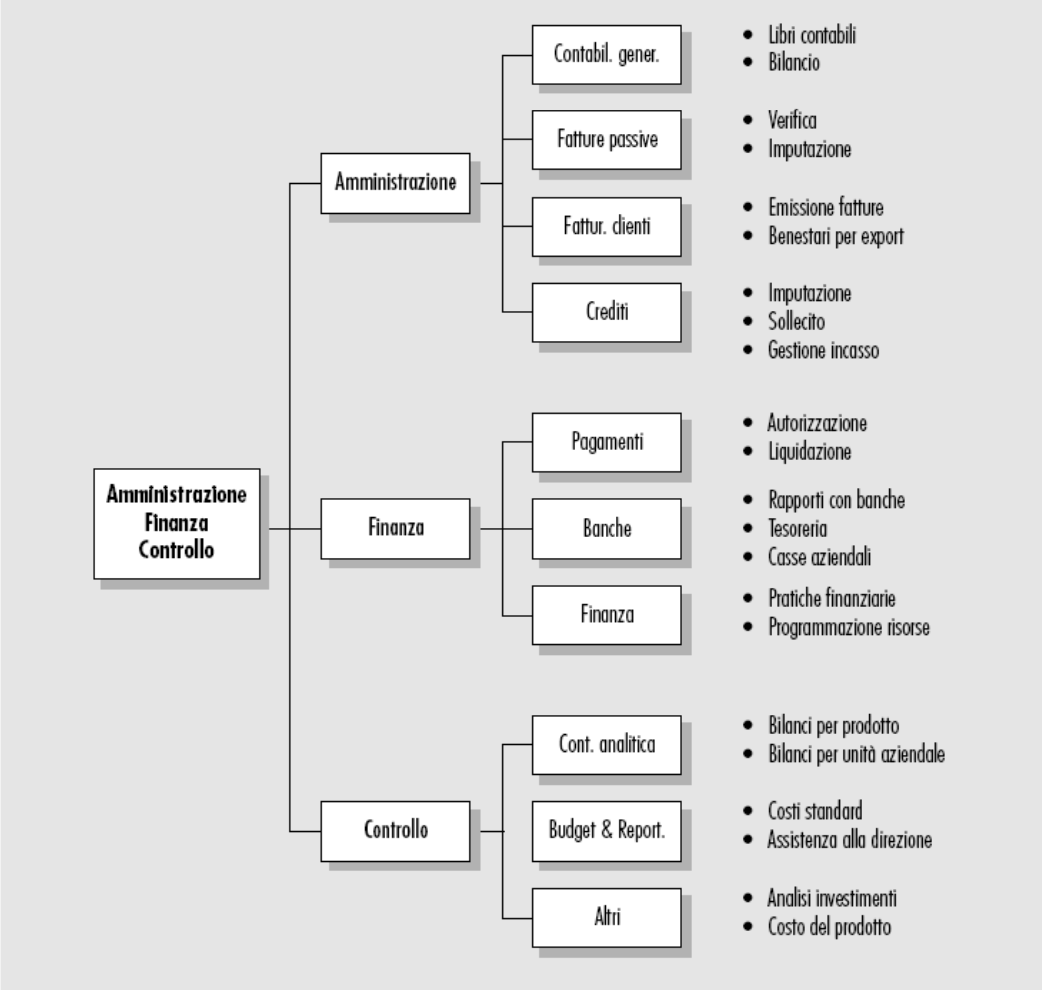 Amministrazione
Finanza
Controllo
Amministrazione
Contabil. gener.
• Libri contabili
• Bilancio
Fatture passive
• Verifica
• Imputazione
Fattur. clienti
• Emissione fatture
• Benestari per export
Crediti
• Imputazione
• Sollecito
• Gestione incasso
Finanza
Pagamenti
• Autorizzazione
• Liquidazione
Banche
• Rapporti con banche
• Tesoreria
• Casse aziendali
Finanza
• Pratiche finanziarie
• Programmazione risorse
Controllo
Cont. analitica
• Bilanci per prodotto
• Bilanci per unità aziendale
Budget & Report.
• Costi standard
• Assistenza alla direzione
Altri
• Analisi investimenti
• Costo del prodotto